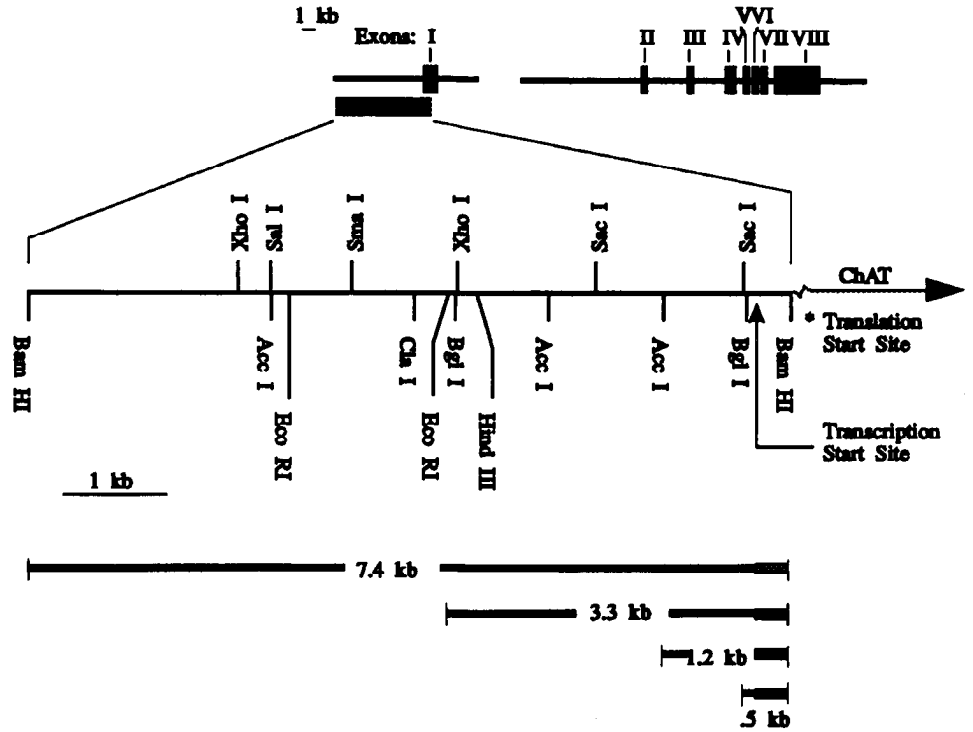 1 kb
VVI
Exons: I
II III IV VII VIII
Xho I
Sal I
Sma I
Xho I
Sac I
Sac I
ChAT
* Translation
Start Site
Bam HI
Acc I
Eco RI
Cla I
Eco RI
Bgl I
Hind III
Acc I
Acc I
Bgl I
Bam HI
Transcription
Start Site
1 kb
7.4 kb
3.3 kb
1.2 kb
.5 kb